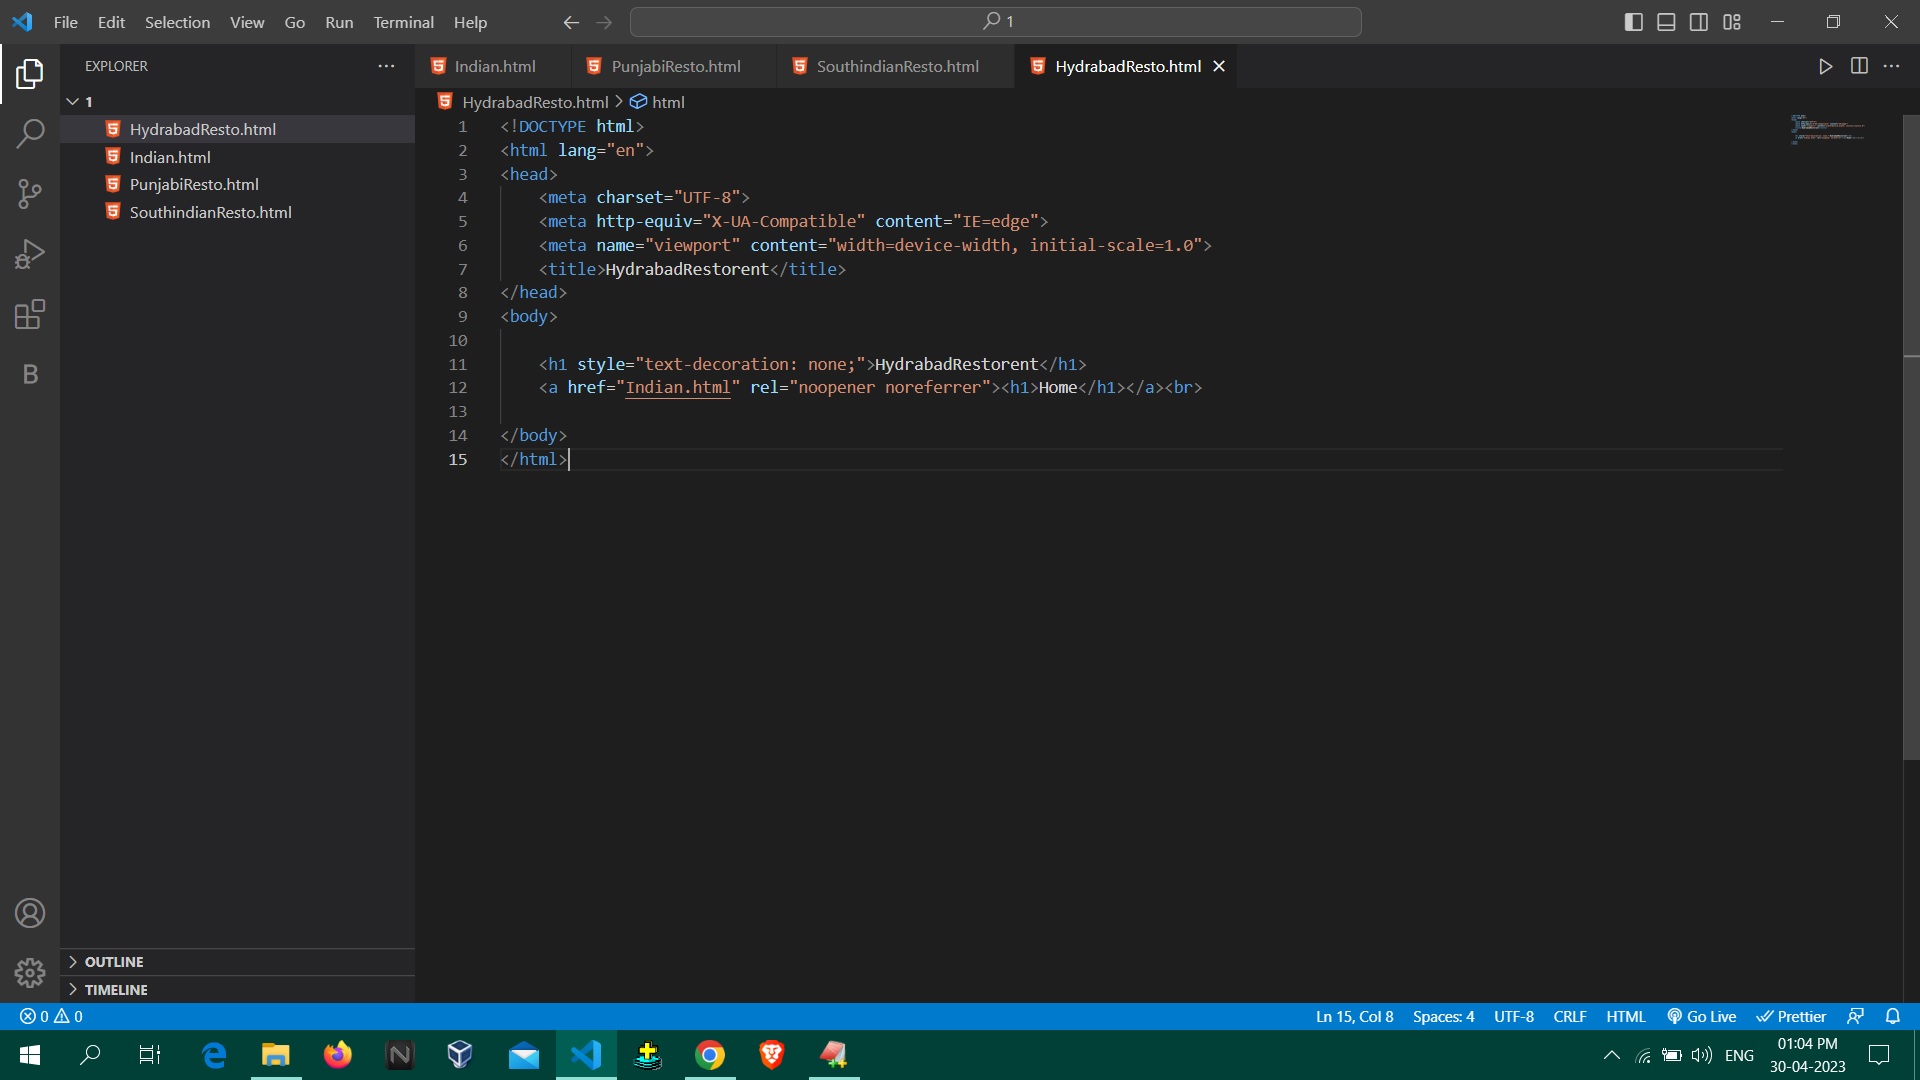 File Edit Selection View Go Run Terminal Help
1
EXPLORER
1
HydrabadResto.html
Indian.html
PunjabiResto.html
SouthindianResto.html
OUTLINE
TIMELINE
Indian.html PunjabiResto.html SouthindianResto.html HydrabadResto.html
HydrabadResto.html > html
1 <!DOCTYPE html>
2 <html lang="en">
3 <head>
4 <meta charset="UTF-8">
5 <meta http-equiv="X-UA-Compatible" content="IE=edge">
6 <meta name="viewport" content="width=device-width, initial-scale=1.0">
7 <title>HydrabadRestorent</title>
8 </head>
9 <body>
10
11 <h1 style="text-decoration: none;">HydrabadRestorent</h1>
12 <a href="Indian.html" rel="noopener noreferrer"><h1>Home</h1></a><br>
13
14 </body>
15 </html>
B
0 0 Ln 15, Col 8 Spaces: 4 UTF-8 CRLF HTML Go Live Prettier
N ENG
01:04 PM
30-04-2023